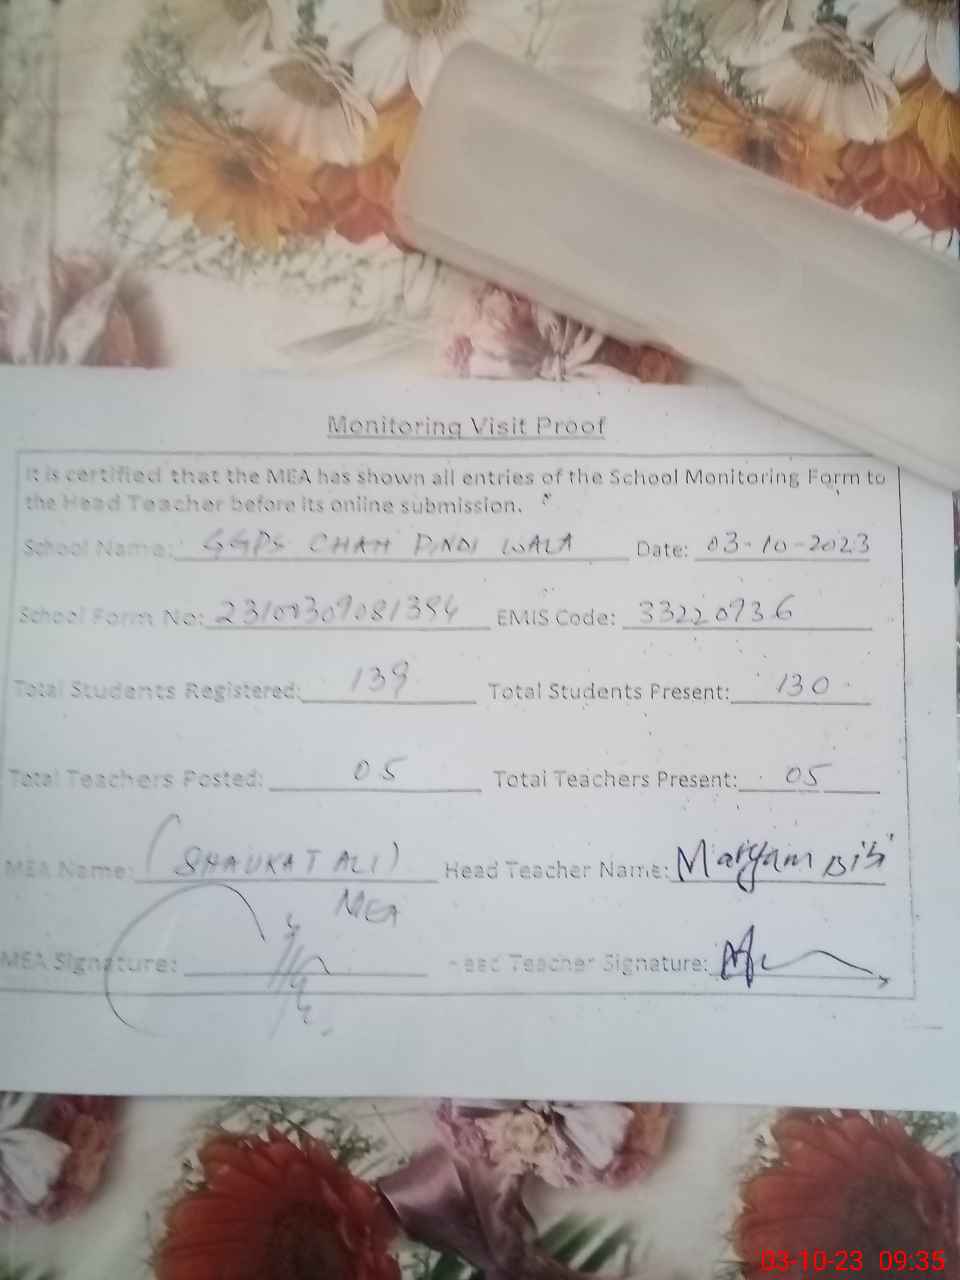 Monitoring Visit Proof
It is certified that the MEA has shown all entries of the School Monitoring Form to
the Head Teacher before its online submission.
School Name: GGPS CHAH PINDI WALA Date: 03-10-2023
School Form No: 23100309081394 EMIS Code: 33220736
Total Students Registered: 139 Total Students Present: 130
Total Teachers Posted: 05 Total Teachers Present: 05
MEA Name: (SHAUKAT ALI) Head Teacher Name: Maryam Bibi
MEA
MEA Signature: Head Teacher Signature:
03-10-23 09:35